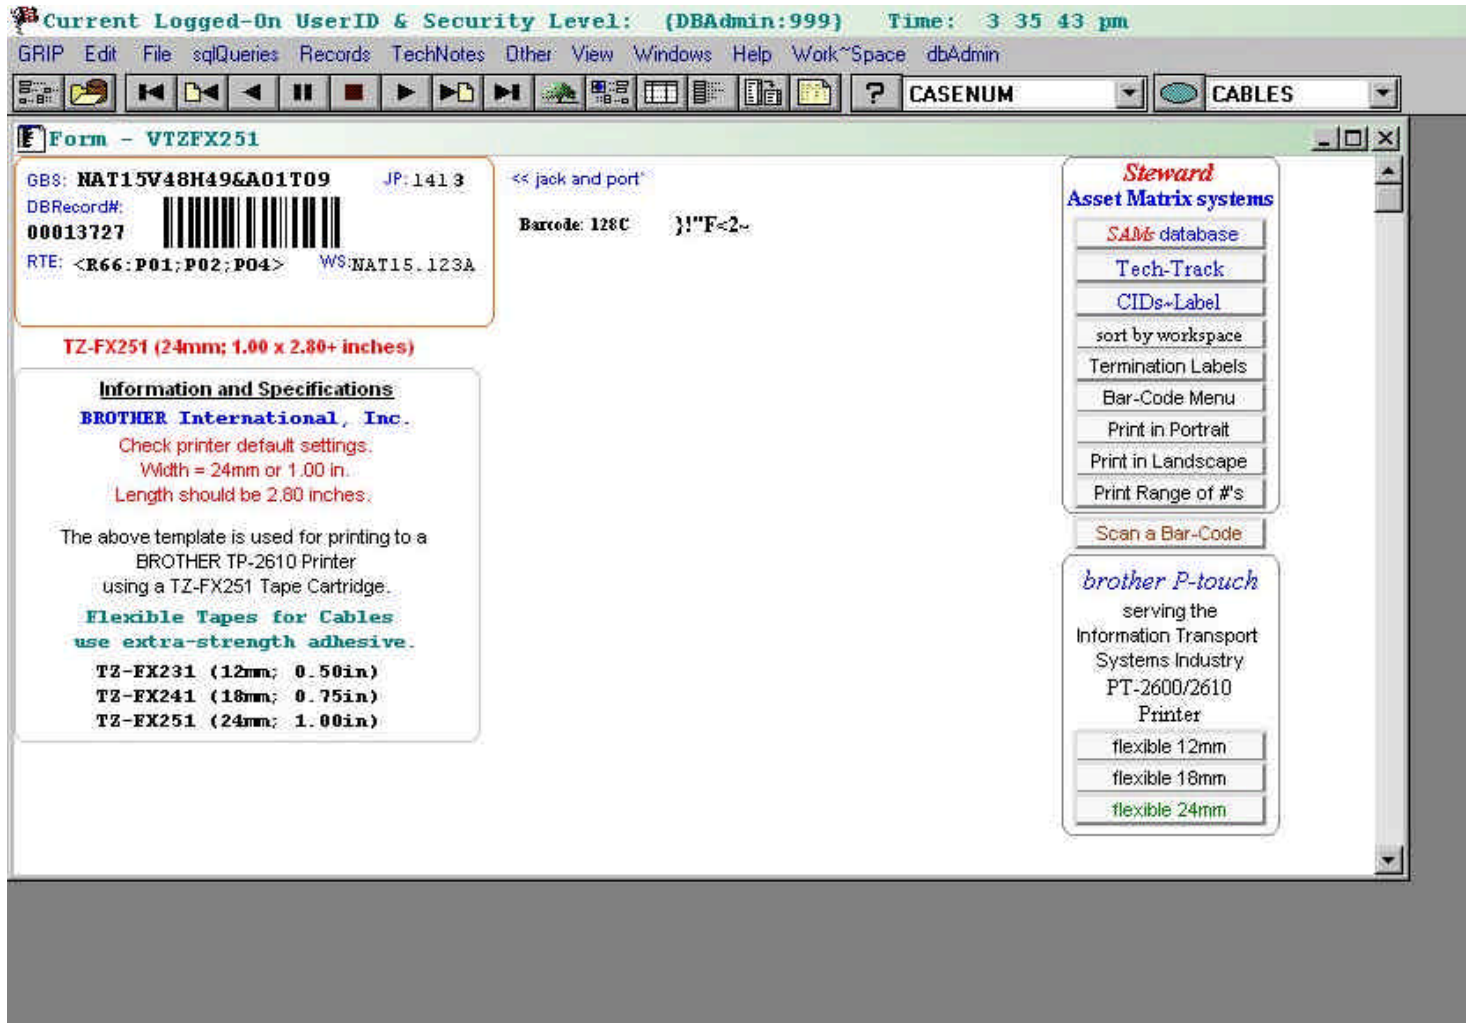 Current Logged-On UserID & Security Level: (DBAdmin:999) Time: 3 35 43 pm
GRIP Edit File sqlQueries Records TechNotes Other View Windows Help Work~Space dbAdmin
? CASENUM CABLES
Form - VTZFX251
GBS: NAT15V48H49&A01T09 JP: 1413 << jack and port"
DBRecord#:
00013727
Barcode: 128C }!"F<2~
RTE: <R66:P01;P02;P04> WS: NAT15.123A
TZ-FX251 (24mm; 1.00 x 2.80+ inches)
Information and Specifications
BROTHER International, Inc.
Check printer default settings.
Width = 24mm or 1.00 in.
Length should be 2.80 inches.
The above template is used for printing to a
BROTHER TP-2610 Printer
using a TZ-FX251 Tape Cartridge.
Flexible Tapes for Cables
use extra-strength adhesive.
TZ-FX231 (12mm; 0.50in)
TZ-FX241 (18mm; 0.75in)
TZ-FX251 (24mm; 1.00in)
Steward
Asset Matrix systems
SAMs database
Tech-Track
CIDs~Label
sort by workspace
Termination Labels
Bar-Code Menu
Print in Portrait
Print in Landscape
Print Range of #'s
Scan a Bar-Code
brother P-touch
serving the
Information Transport
Systems Industry
PT-2600/2610
Printer
flexible 12mm
flexible 18mm
flexible 24mm